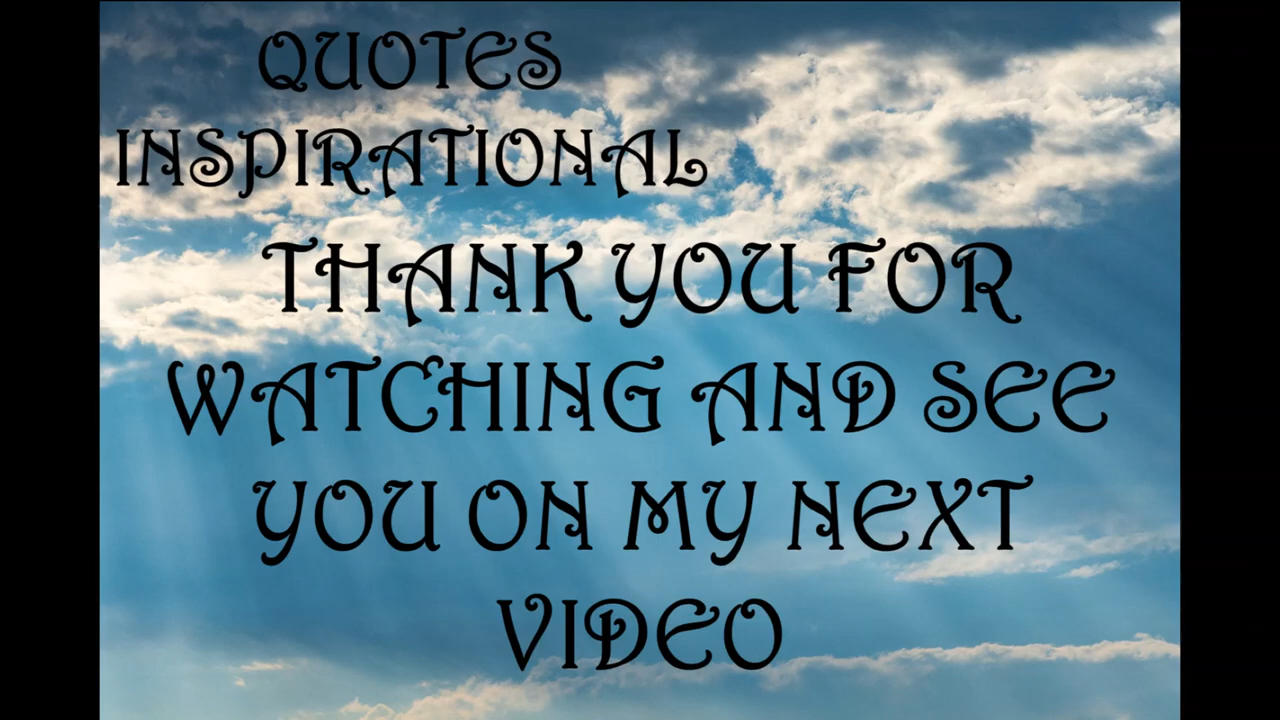 QUOTES
INSPIRATIONAL
THANK YOU FOR
WATCHING AND SEE
YOU ON MY NEXT
VIDEO